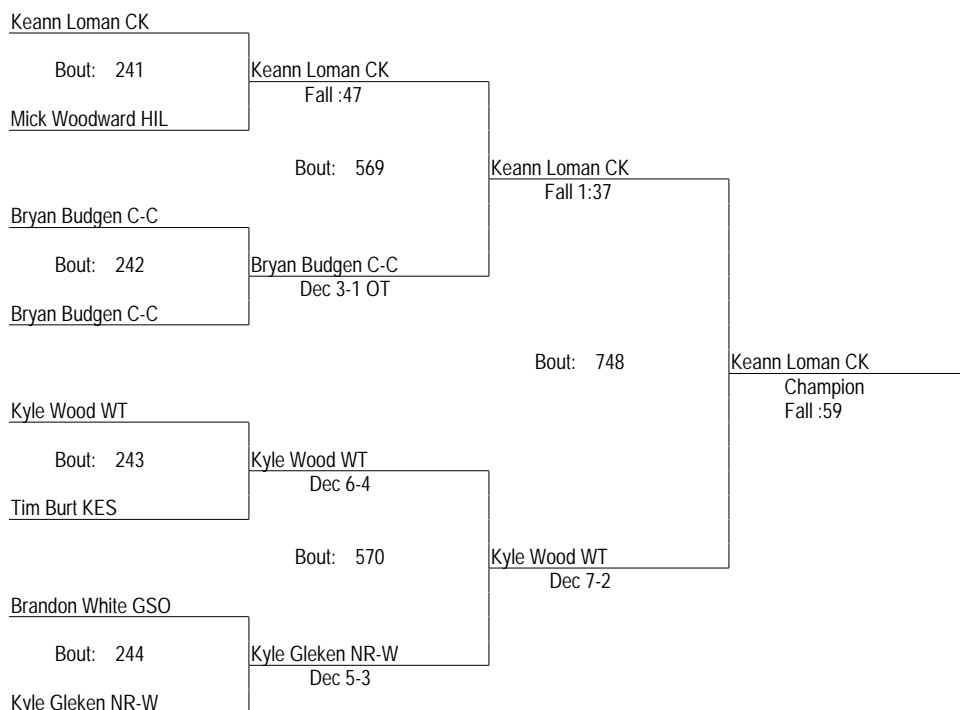 Keann Loman CK
Bout: 241
Keann Loman CK
Fall :47
Mick Woodward HIL
Bout: 569
Keann Loman CK
Fall 1:37
Bryan Budgen C-C
Bout: 242
Bryan Budgen C-C
Dec 3-1 OT
Bryan Budgen C-C
Bout: 748
Keann Loman CK
Champion
Fall :59
Kyle Wood WT
Bout: 243
Kyle Wood WT
Dec 6-4
Tim Burt KES
Bout: 570
Kyle Wood WT
Dec 7-2
Brandon White GSO
Bout: 244
Kyle Gleken NR-W
Dec 5-3
Kyle Gleken NR-W